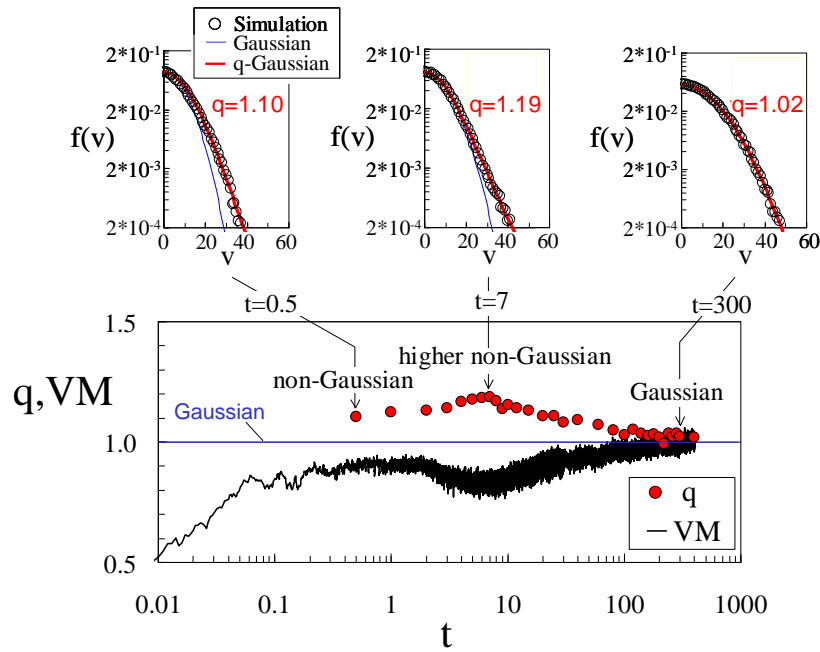 Simulation
Gaussian
q-Gaussian
2*10-1
2*10-2
2*10-3
2*10-4
f(v)
q=1.10
0 20 40 60
v
2*10-1
2*10-2
2*10-3
2*10-4
f(v)
q=1.19
0 20 40 60
v
2*10-1
2*10-2
2*10-3
2*10-4
f(v)
q=1.02
0 20 40 60
v
t=0.5
t=7
t=300
1.5
1.0
0.5
q,VM
non-Gaussian
higher non-Gaussian
Gaussian
Gaussian
q
VM
0.01 0.1 1 10 100 1000
t